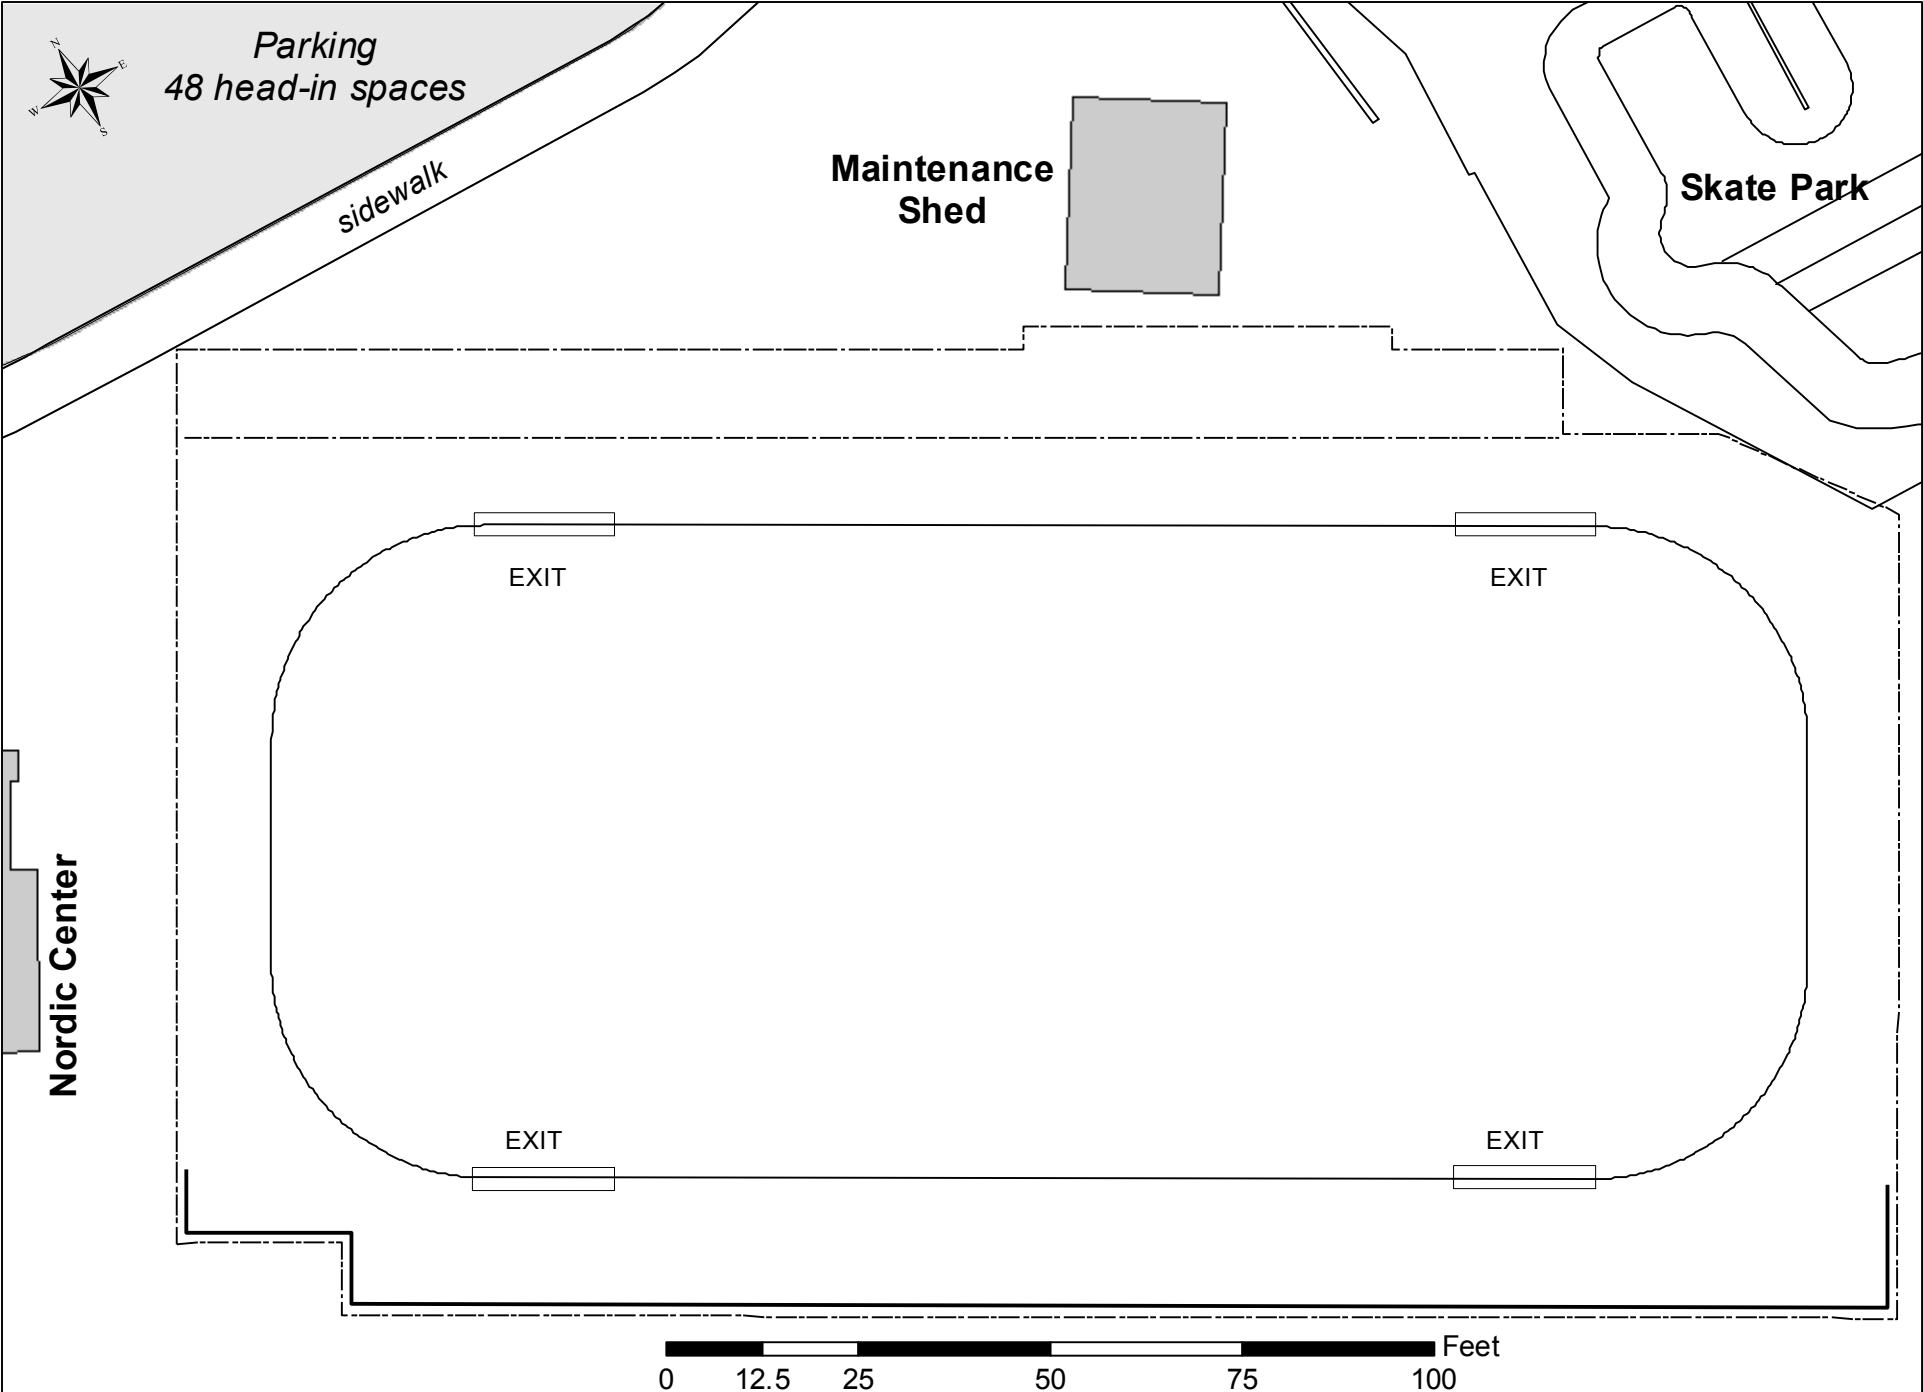 N
E
W
S
Parking
48 head-in spaces
sidewalk
Maintenance
Shed
Skate Park
EXIT
EXIT
Nordic Center
EXIT
EXIT
Feet
0 12.5 25 50 75 100